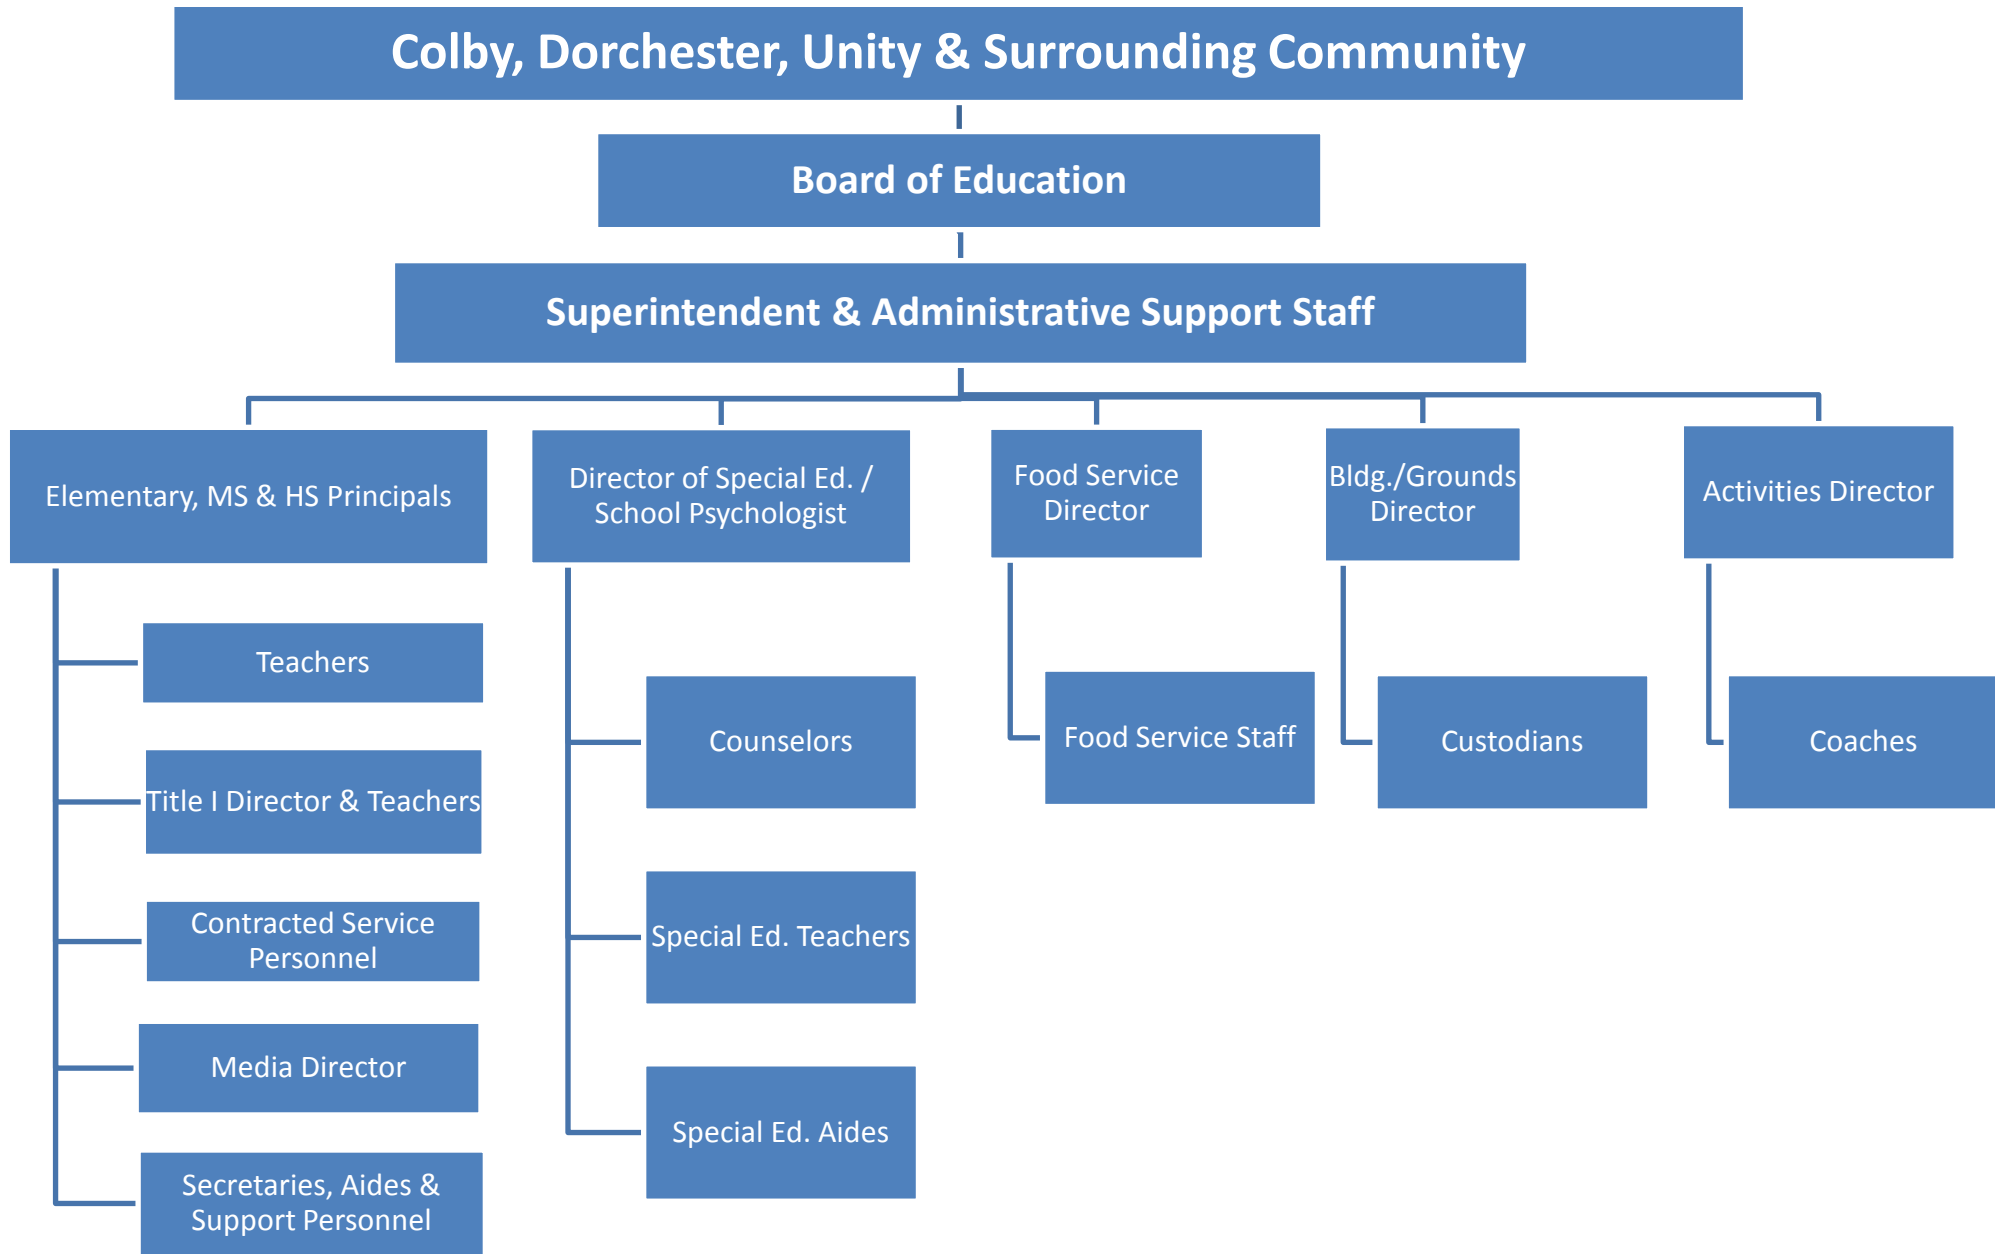 Colby, Dorchester, Unity & Surrounding Community
Board of Education
Superintendent & Administrative Support Staff
Elementary, MS & HS Principals
Teachers
Title I Director & Teachers
Contracted Service
Personnel
Media Director
Secretaries, Aides &
Support Personnel
Director of Special Ed. /
School Psychologist
Counselors
Special Ed. Teachers
Special Ed. Aides
Food Service
Director
Food Service Staff
Bldg./Grounds
Director
Custodians
Activities Director
Coaches